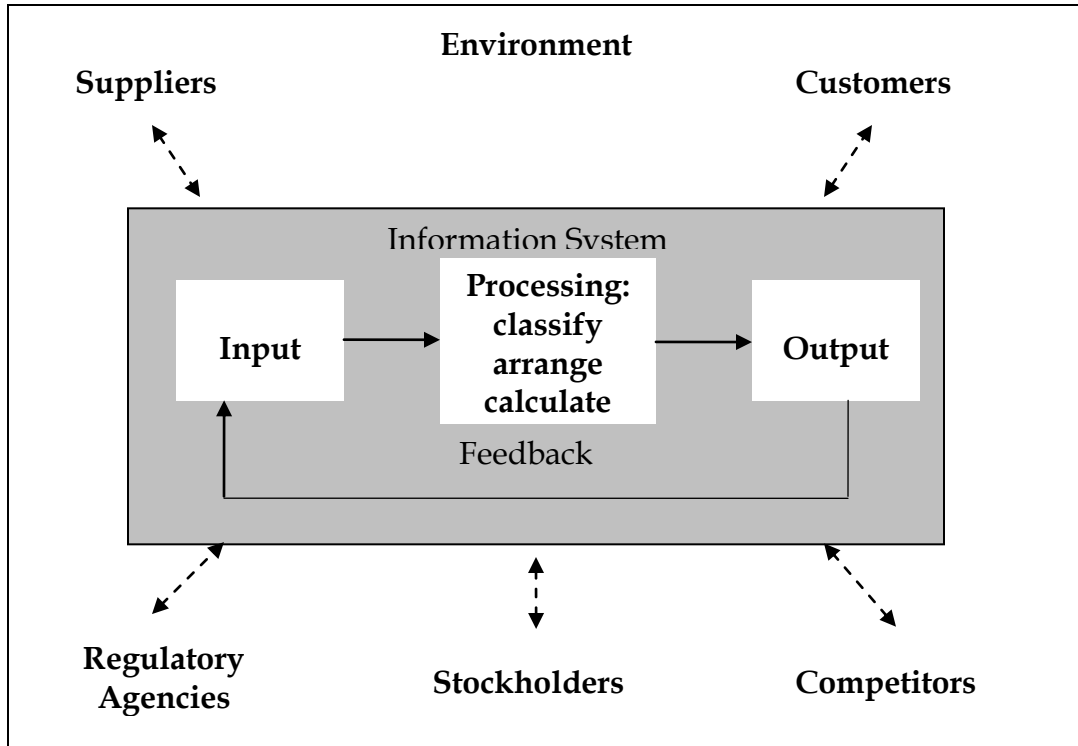 Environment
Suppliers
Customers
Information System
Input
Processing:
classify
arrange
calculate
Output
Feedback
Regulatory
Agencies
Stockholders
Competitors